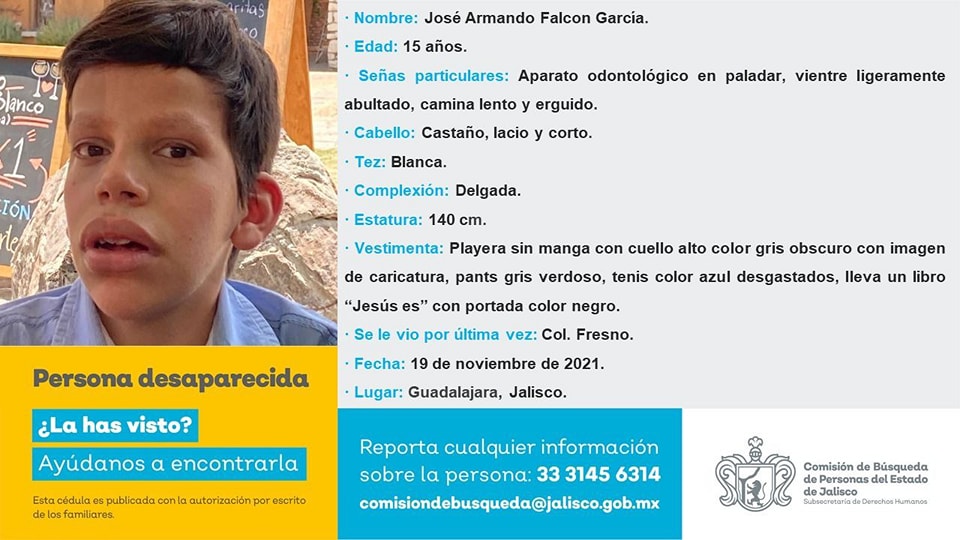 · Nombre: José Armando Falcon García.
· Edad: 15 años.
· Señas particulares: Aparato odontológico en paladar, vientre ligeramente
abultado, camina lento y erguido.
· Cabello: Castaño, lacio y corto.
· Tez: Blanca.
· Complexión: Delgada.
· Estatura: 140 cm.
· Vestimenta: Playera sin manga con cuello alto color gris obscuro con imagen
de caricatura, pants gris verdoso, tenis color azul desgastados, lleva un libro
“Jesús es” con portada color negro.
· Se le vio por última vez: Col. Fresno.
· Fecha: 19 de noviembre de 2021.
· Lugar: Guadalajara, Jalisco.
Blanco
x1
Persona desaparecida
¿La has visto?
Ayúdanos a encontrarla
Esta cédula es publicada con la autorización por escrito
de los familiares.
Reporta cualquier información
sobre la persona: 33 3145 6314
comisiondebusqueda@jalisco.gob.mx
Comisión de Búsqueda
de Personas del Estado
de Jalisco
Subsecretaría de Derechos Humanos